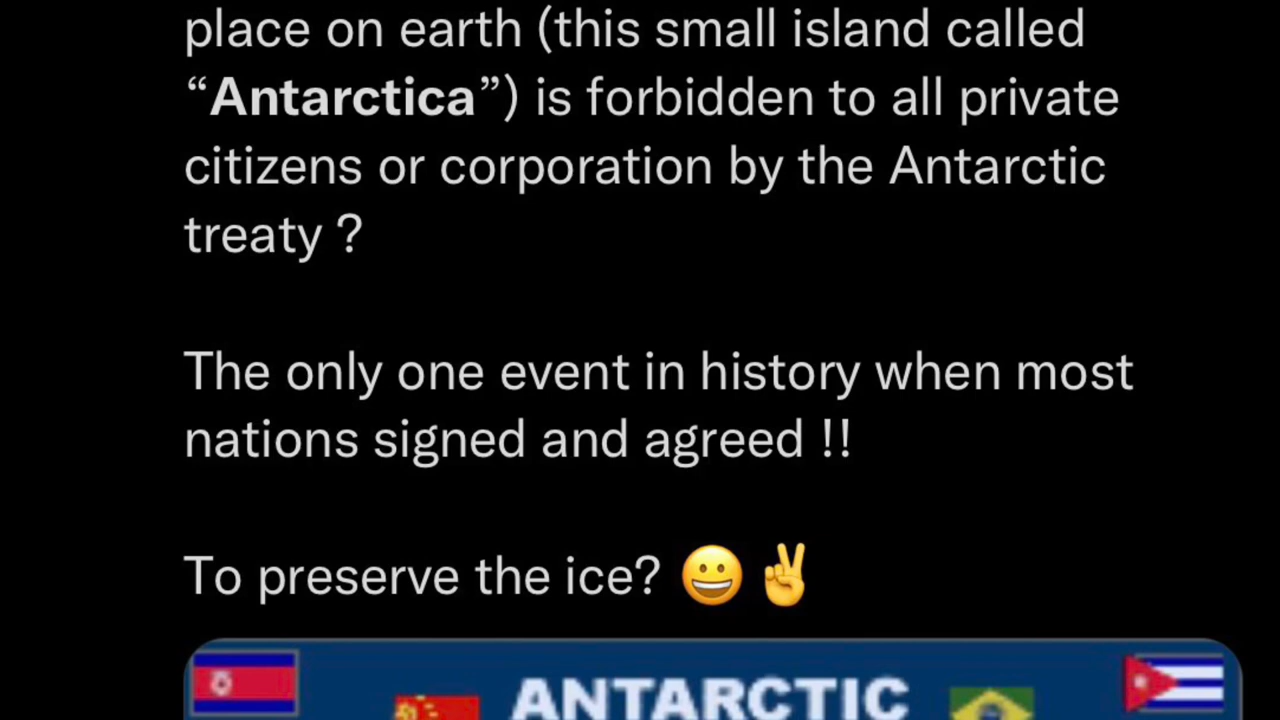 place on earth (this small island called
“Antarctica”) is forbidden to all private
citizens or corporation by the Antarctic
treaty ?
The only one event in history when most
nations signed and agreed !!
To preserve the ice? 😀 ✌️
ANTARCTIC